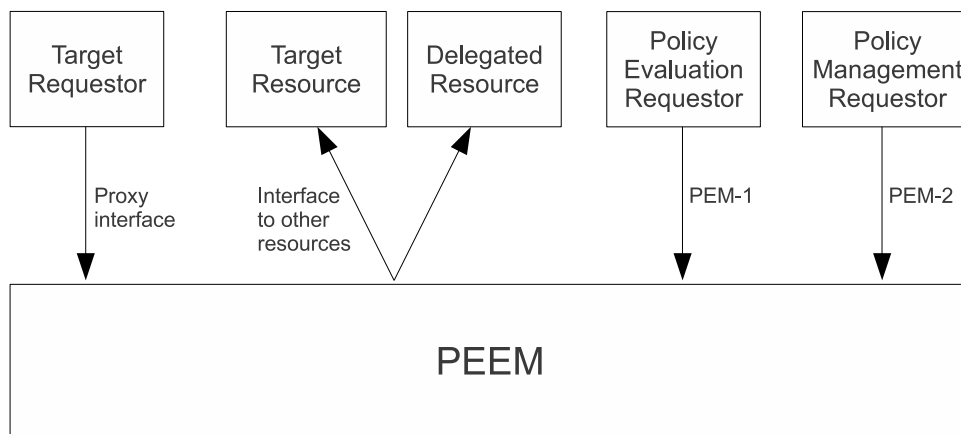 Target
Requestor
Target
Resource
Delegated
Resource
Policy
Evaluation
Requestor
Policy
Management
Requestor
Proxy
interface
Interface
to other
resources
PEM-1
PEM-2
PEEM